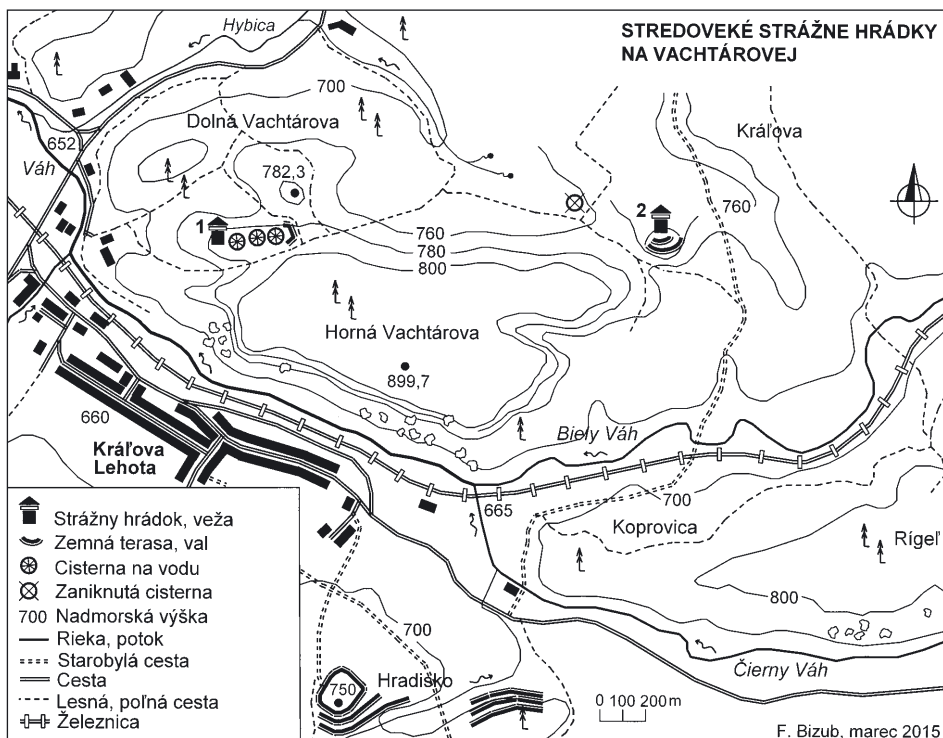 STREDOVEKÉ STRÁŽNE HRÁDKY
NA VACHTÁROVEJ
Hybica
700
Dolná Vachtárova
Kráľova
652
Váh
782,3
1
2
760
760
780
800
Horná Vachtárova
899,7
660
Kráľova
Lehota
Biely Váh
665
700
Koprovica
Rígeľ
800
700
750
Hradisko
Čierny Váh
Strážny hrádok, veža
Zemná terasa, val
Cisterna na vodu
Zaniknutá cisterna
700 Nadmorská výška
Rieka, potok
Starobylá cesta
Cesta
Lesná, poľná cesta
Železnica
0 100 200 m
F. Bizub, marec 2015